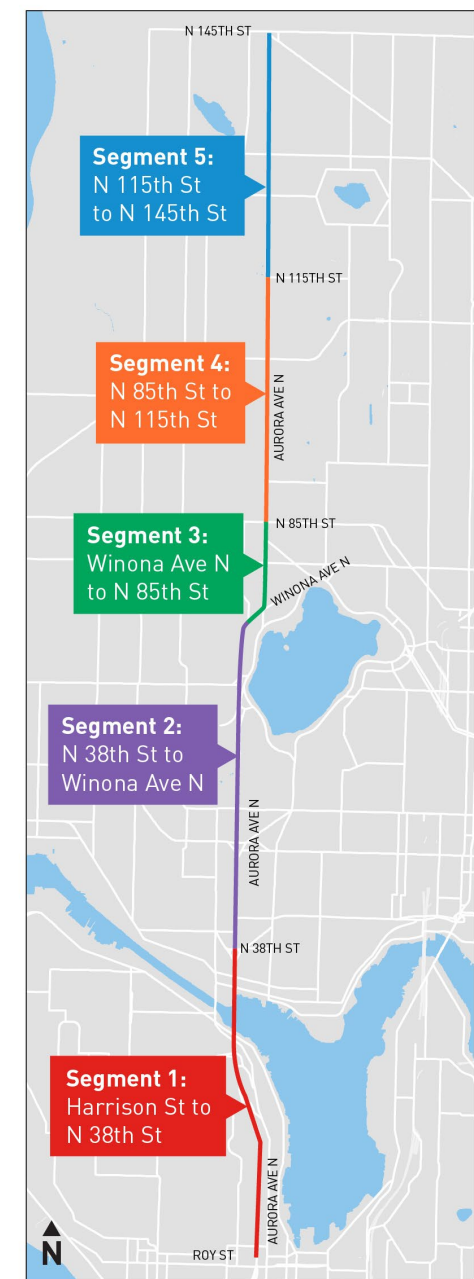 N 145TH ST
Segment 5:
N 115th St
to N 145th St
N 115TH ST
Segment 4:
N 85th St to
N 115th St
AURORA AVE N
N 85TH ST
Segment 3:
Winona Ave N
to N 85th St
WINONA AVE N
Segment 2:
N 38th St to
Winona Ave N
AURORA AVE N
N 38TH ST
Segment 1:
Harrison St to
N 38th St
AURORA AVE N
N
ROY ST